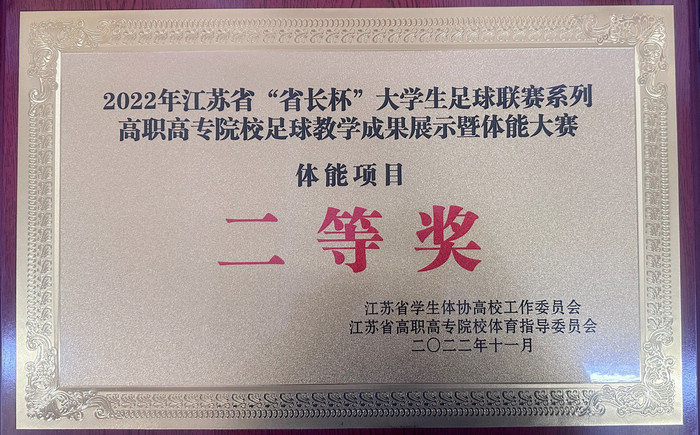 2022年江苏省“省长杯”大学生足球联赛系列
高职高专院校足球教学成果展示暨体能大赛
体能项目
二等奖
江苏省学生体协高校工作委员会
江苏省高职高专院校体育指导委员会
二〇二二年十一月